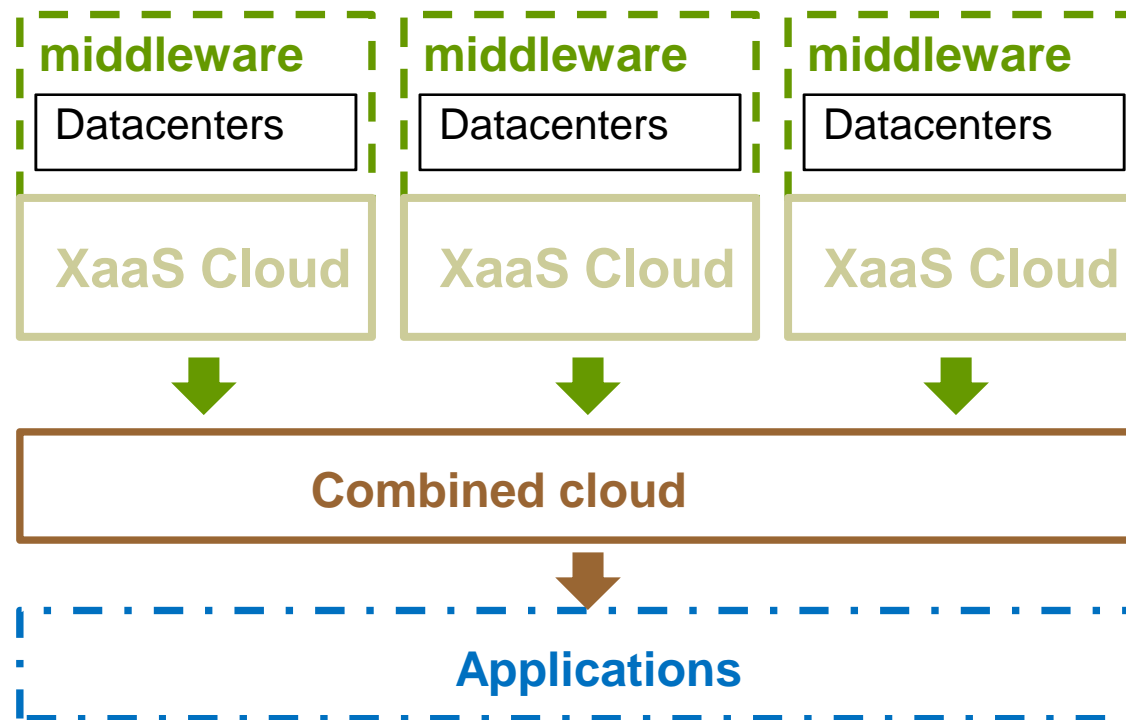 middleware middleware middleware
Datacenters Datacenters Datacenters
XaaS Cloud XaaS Cloud XaaS Cloud
Combined cloud
Applications